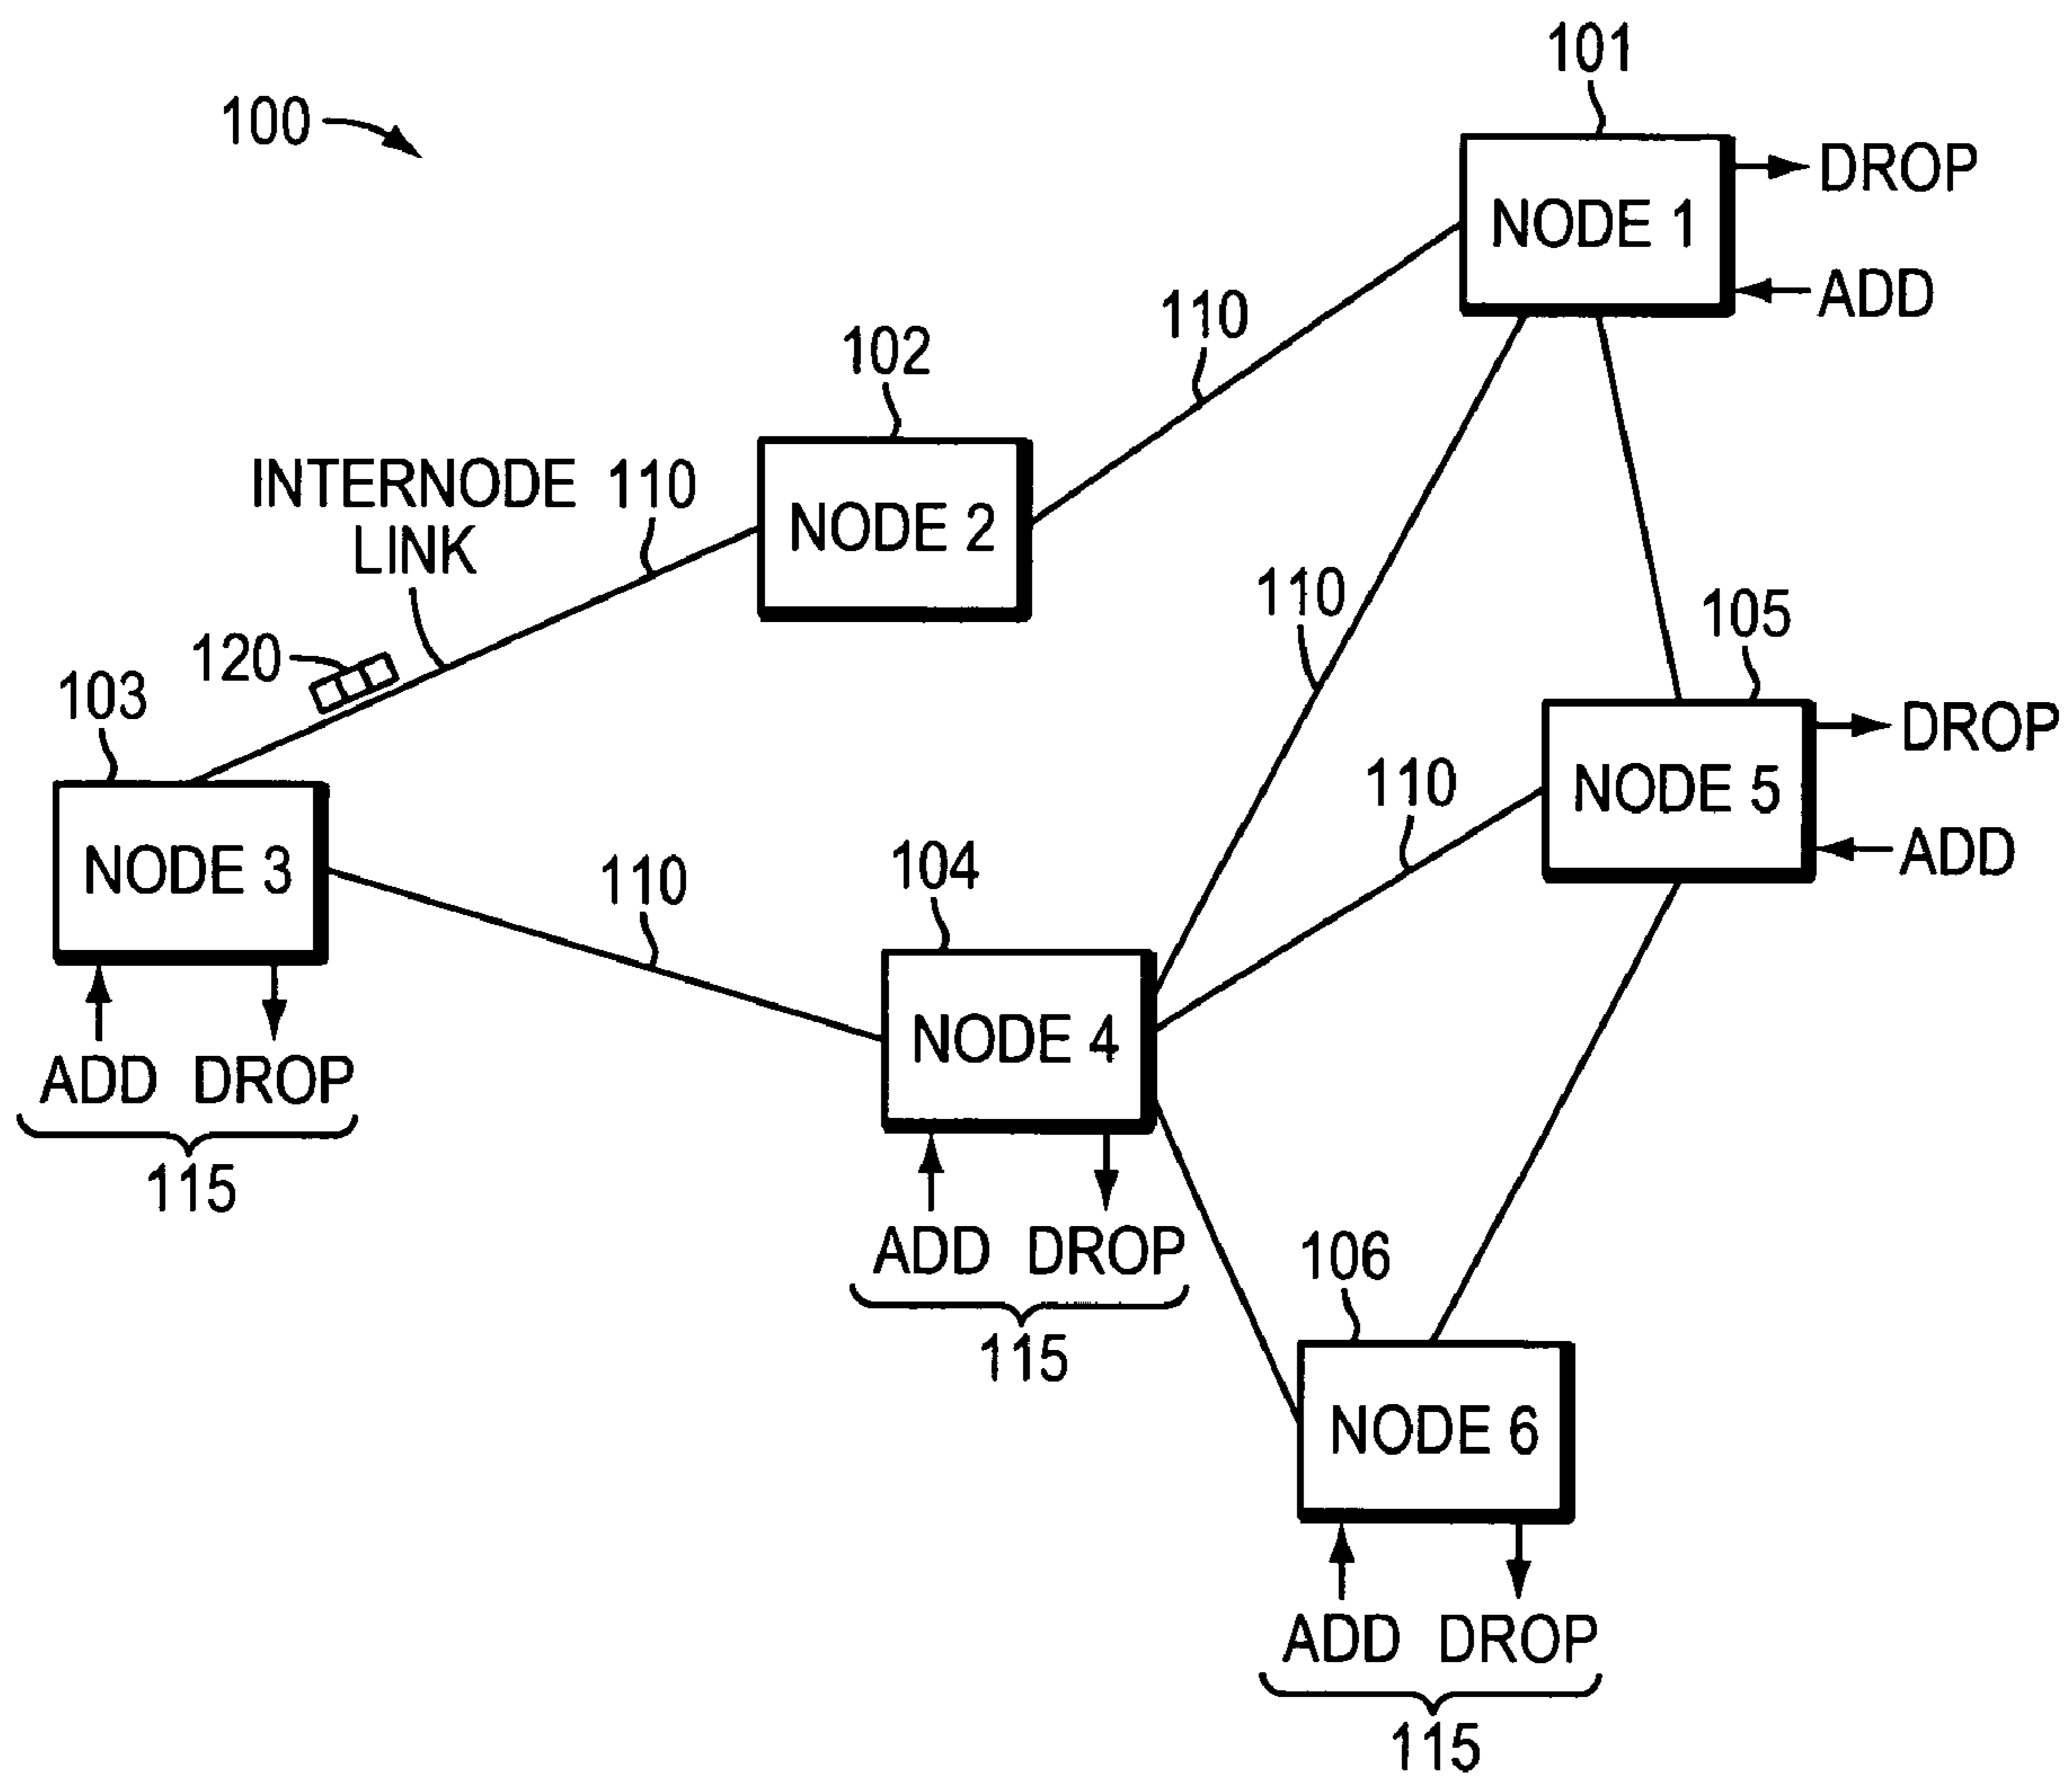 101
100
DROP
NODE 1
ADD
110
102
INTERNODE 110
LINK
NODE 2
110
105
120
103
DROP
NODE 5
110
ADD
104
NODE 3
110
NODE 4
ADD DROP
115
106
ADD DROP
115
NODE 6
ADD DROP
115